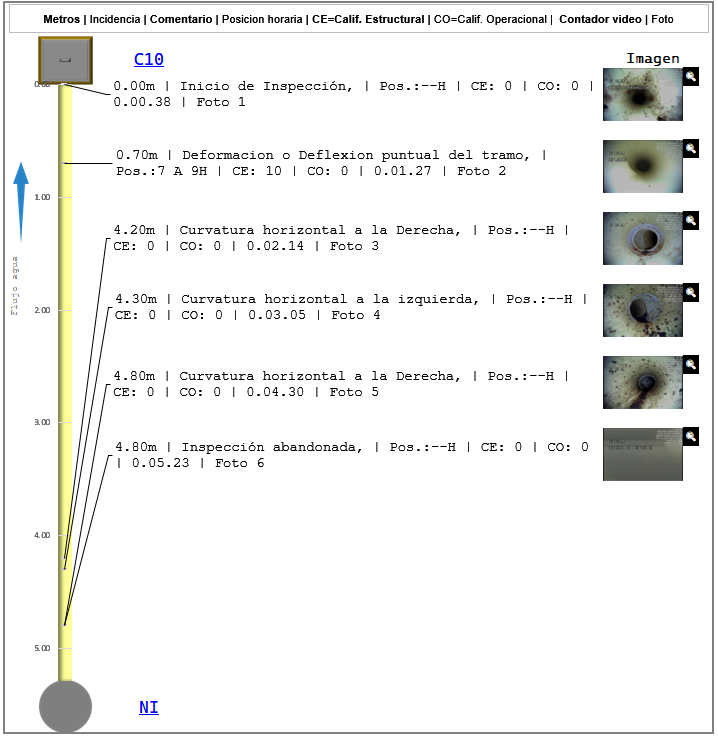 Metros | Incidencia | Comentario | Posicion horaria | CE=Calif. Estructural | CO=Calif. Operacional | Contador video | Foto
C10
Imagen
0.00
0.00m | Inicio de Inspección, | Pos.:--H | CE: 0 | CO: 0 |
0.00.38 | Foto 1
0.70m | Deformacion o Deflexion puntual del tramo, |
Pos.:7 A 9H | CE: 10 | CO: 0 | 0.01.27 | Foto 2
1.00
4.20m | Curvatura horizontal a la Derecha, | Pos.:--H |
CE: 0 | CO: 0 | 0.02.14 | Foto 3
Flujo agua
4.30m | Curvatura horizontal a la izquierda, | Pos.:--H |
CE: 0 | CO: 0 | 0.03.05 | Foto 4
2.00
4.80m | Curvatura horizontal a la Derecha, | Pos.:--H |
CE: 0 | CO: 0 | 0.04.30 | Foto 5
3.00
4.80m | Inspección abandonada, | Pos.:--H | CE: 0 | CO: 0
| 0.05.23 | Foto 6
4.00
5.00
NI